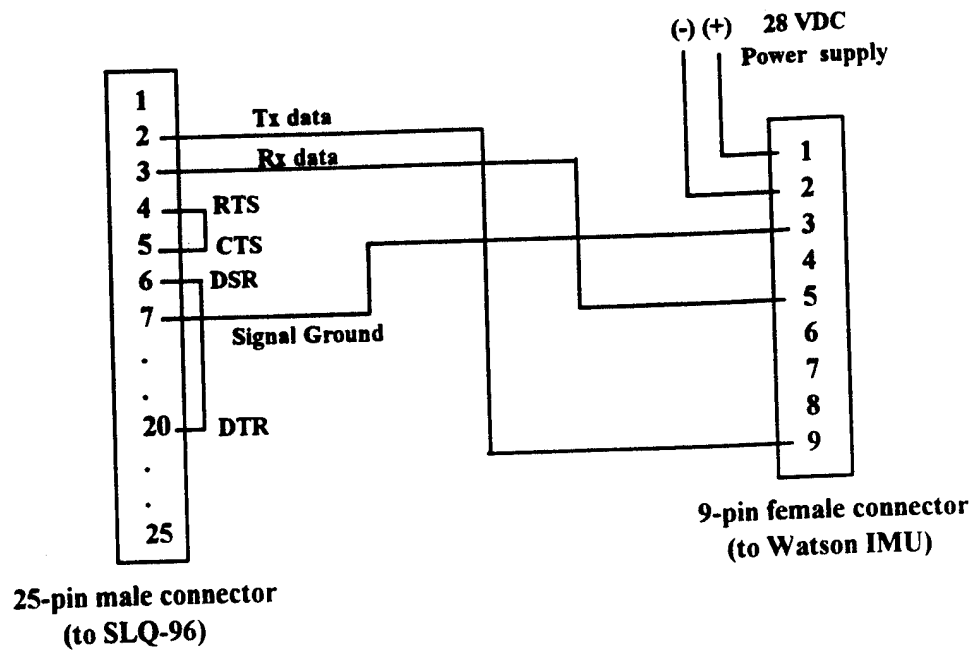 (-) (+) 28 VDC
Power supply
1
2 Tx data
3 Rx data
4 RTS
5 CTS
6 DSR
7
Signal Ground
.
.
20 DTR
.
.
25
1
2
3
4
5
6
7
8
9
25-pin male connector
(to SLQ-96)
9-pin female connector
(to Watson IMU)